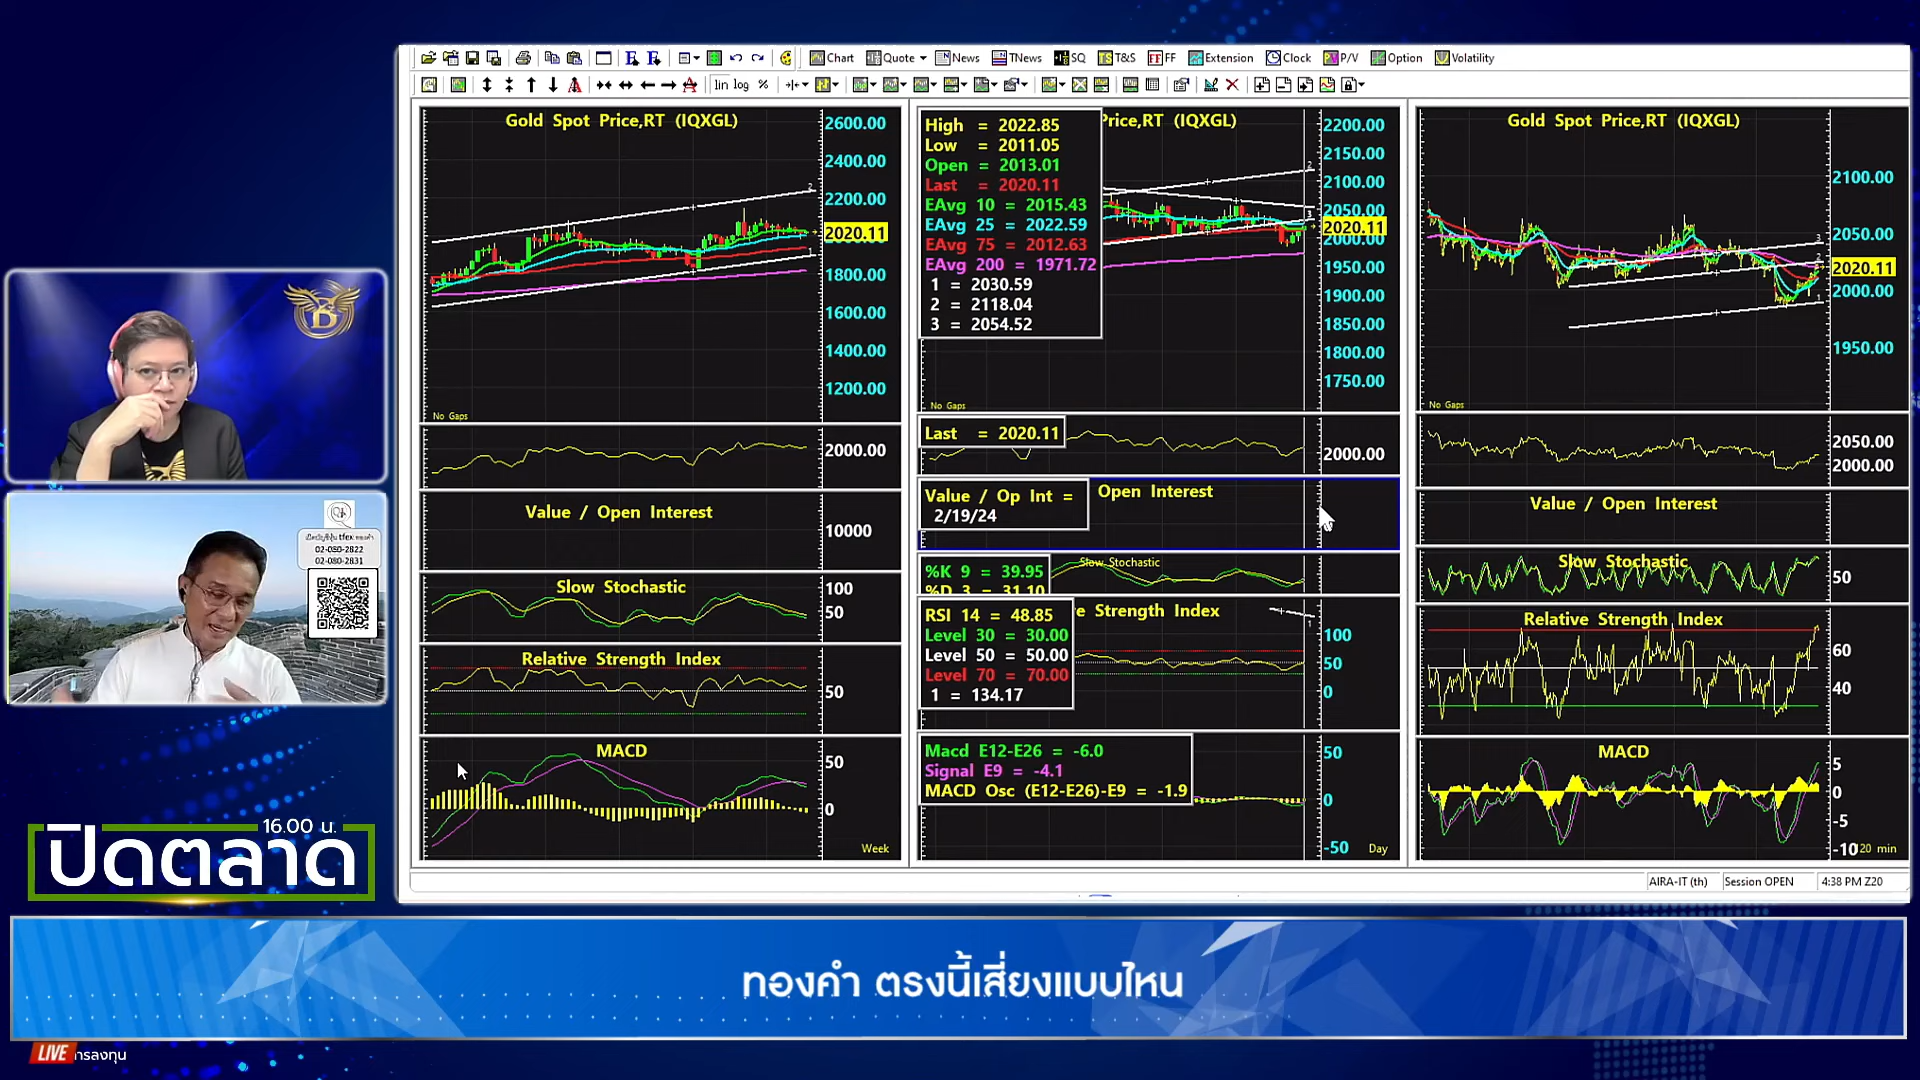 Chart Quote News TNews SQ T&S FF Extension Clock P/V Option Volatility
lin log %
Gold Spot Price,RT (IQXGL)
2600.00
2400.00
2200.00
2020.11
1800.00
1600.00
1400.00
1200.00
No Gaps
2000.00
Value / Open Interest
10000
Slow Stochastic
100
50
Relative Strength Index
50
MACD
50
0
Week
High = 2022.85
Low = 2011.05
Open = 2013.01
Last = 2020.11
EAvg 10 = 2015.43
EAvg 25 = 2022.59
EAvg 75 = 2012.63
EAvg 200 = 1971.72
1 = 2030.59
2 = 2118.04
3 = 2054.52
Price,RT (IQXGL)
2200.00
2150.00
2100.00
2050.00
2020.11
2000.00
1950.00
1900.00
1850.00
1800.00
1750.00
No Gaps
Last = 2020.11
2000.00
Value / Op Int =
2/19/24
Open Interest
%K 9 = 39.95
%D 3 = 31.10
Slow Stochastic
RSI 14 = 48.85
Level 30 = 30.00
Level 50 = 50.00
Level 70 = 70.00
1 = 134.17
e Strength Index
100
50
0
Macd E12-E26 = -6.0
Signal E9 = -4.1
MACD Osc (E12-E26)-E9 = -1.9
50
0
-50
Day
Gold Spot Price,RT (IQXGL)
2100.00
2050.00
2020.11
2000.00
1950.00
No Gaps
2050.00
2000.00
Value / Open Interest
Slow Stochastic
50
Relative Strength Index
60
40
MACD
5
0
-5
-10
20 min
AIRA-IT (th) Session OPEN 4:38 PM Z20
02-080-2822
02-080-2831
16.00 น.
ปิดตลาด
ทองคำ ตรงนี้เสี่ยงแบบไหน
LIVE ารลงทุน